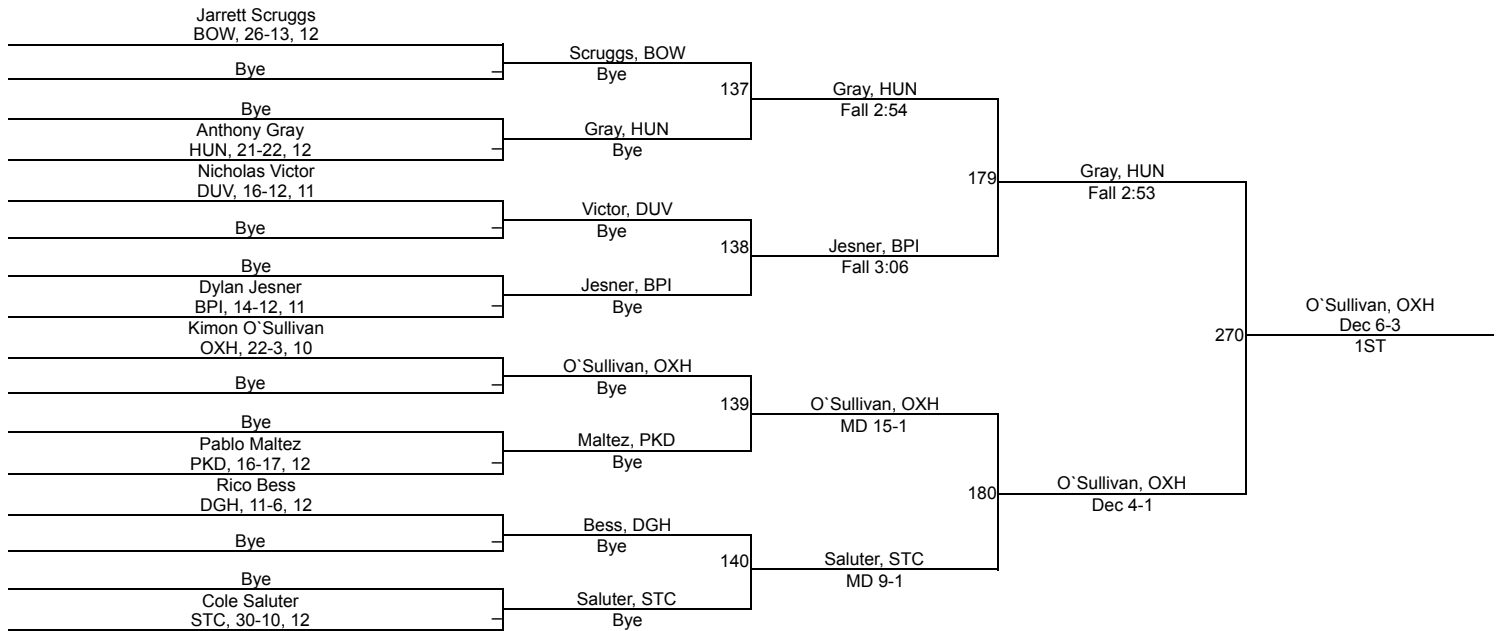 Jarrett Scruggs
BOW, 26-13, 12
Bye
Bye
Anthony Gray
HUN, 21-22, 12
Nicholas Victor
DUV, 16-12, 11
Bye
Bye
Dylan Jesner
BPI, 14-12, 11
Kimon O`Sullivan
OXH, 22-3, 10
Bye
Bye
Pablo Maltez
PKD, 16-17, 12
Rico Bess
DGH, 11-6, 12
Bye
Bye
Cole Saluter
STC, 30-10, 12
Scruggs, BOW
Bye
137
Gray, HUN
Bye
Victor, DUV
Bye
138
Jesner, BPI
Bye
O`Sullivan, OXH
Bye
139
Maltez, PKD
Bye
Bess, DGH
Bye
140
Saluter, STC
Bye
Gray, HUN
Fall 2:54
179
Jesner, BPI
Fall 3:06
O`Sullivan, OXH
MD 15-1
180
Saluter, STC
MD 9-1
Gray, HUN
Fall 2:53
270
O`Sullivan, OXH
Dec 4-1
O`Sullivan, OXH
Dec 6-3
1ST